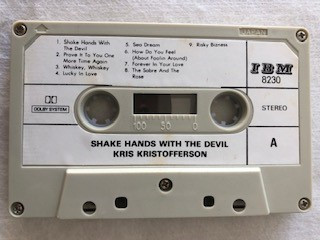 1. Shake Hands With
The Devil
2. Prove It To You One
More Time Again
3. Whiskey, Whiskey
4. Lucky In Love
5. Sea Dream
6. How Do You Feel
(About Foolin Around)
7. Forever In Your Love
8. The Sabre And The
Rose
9. Risky Bizness
IBM
8230
DOLBY SYSTEM
STEREO
100 50 0
SHAKE HANDS WITH THE DEVIL
KRIS KRISTOFFERSON
A